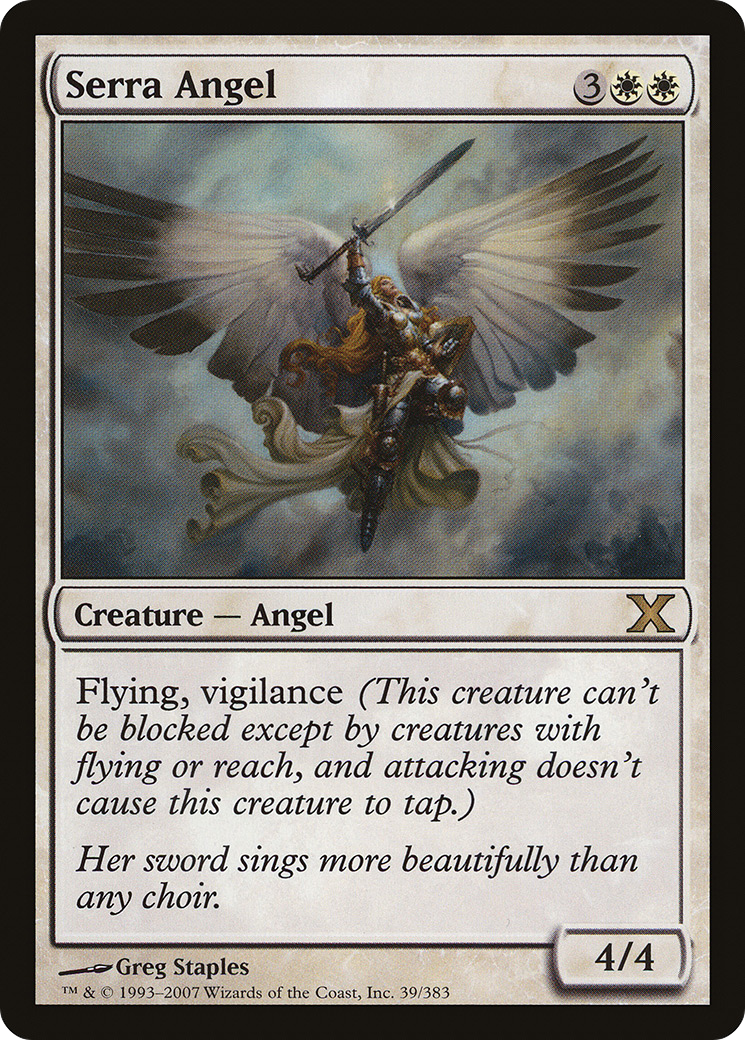 Serra Angel 3
Creature — Angel X
Flying, vigilance (This creature can't
be blocked except by creatures with
flying or reach, and attacking doesn't
cause this creature to tap.)
Her sword sings more beautifully than
any choir.
4/4
Greg Staples
™ & © 1993–2007 Wizards of the Coast, Inc. 39/383